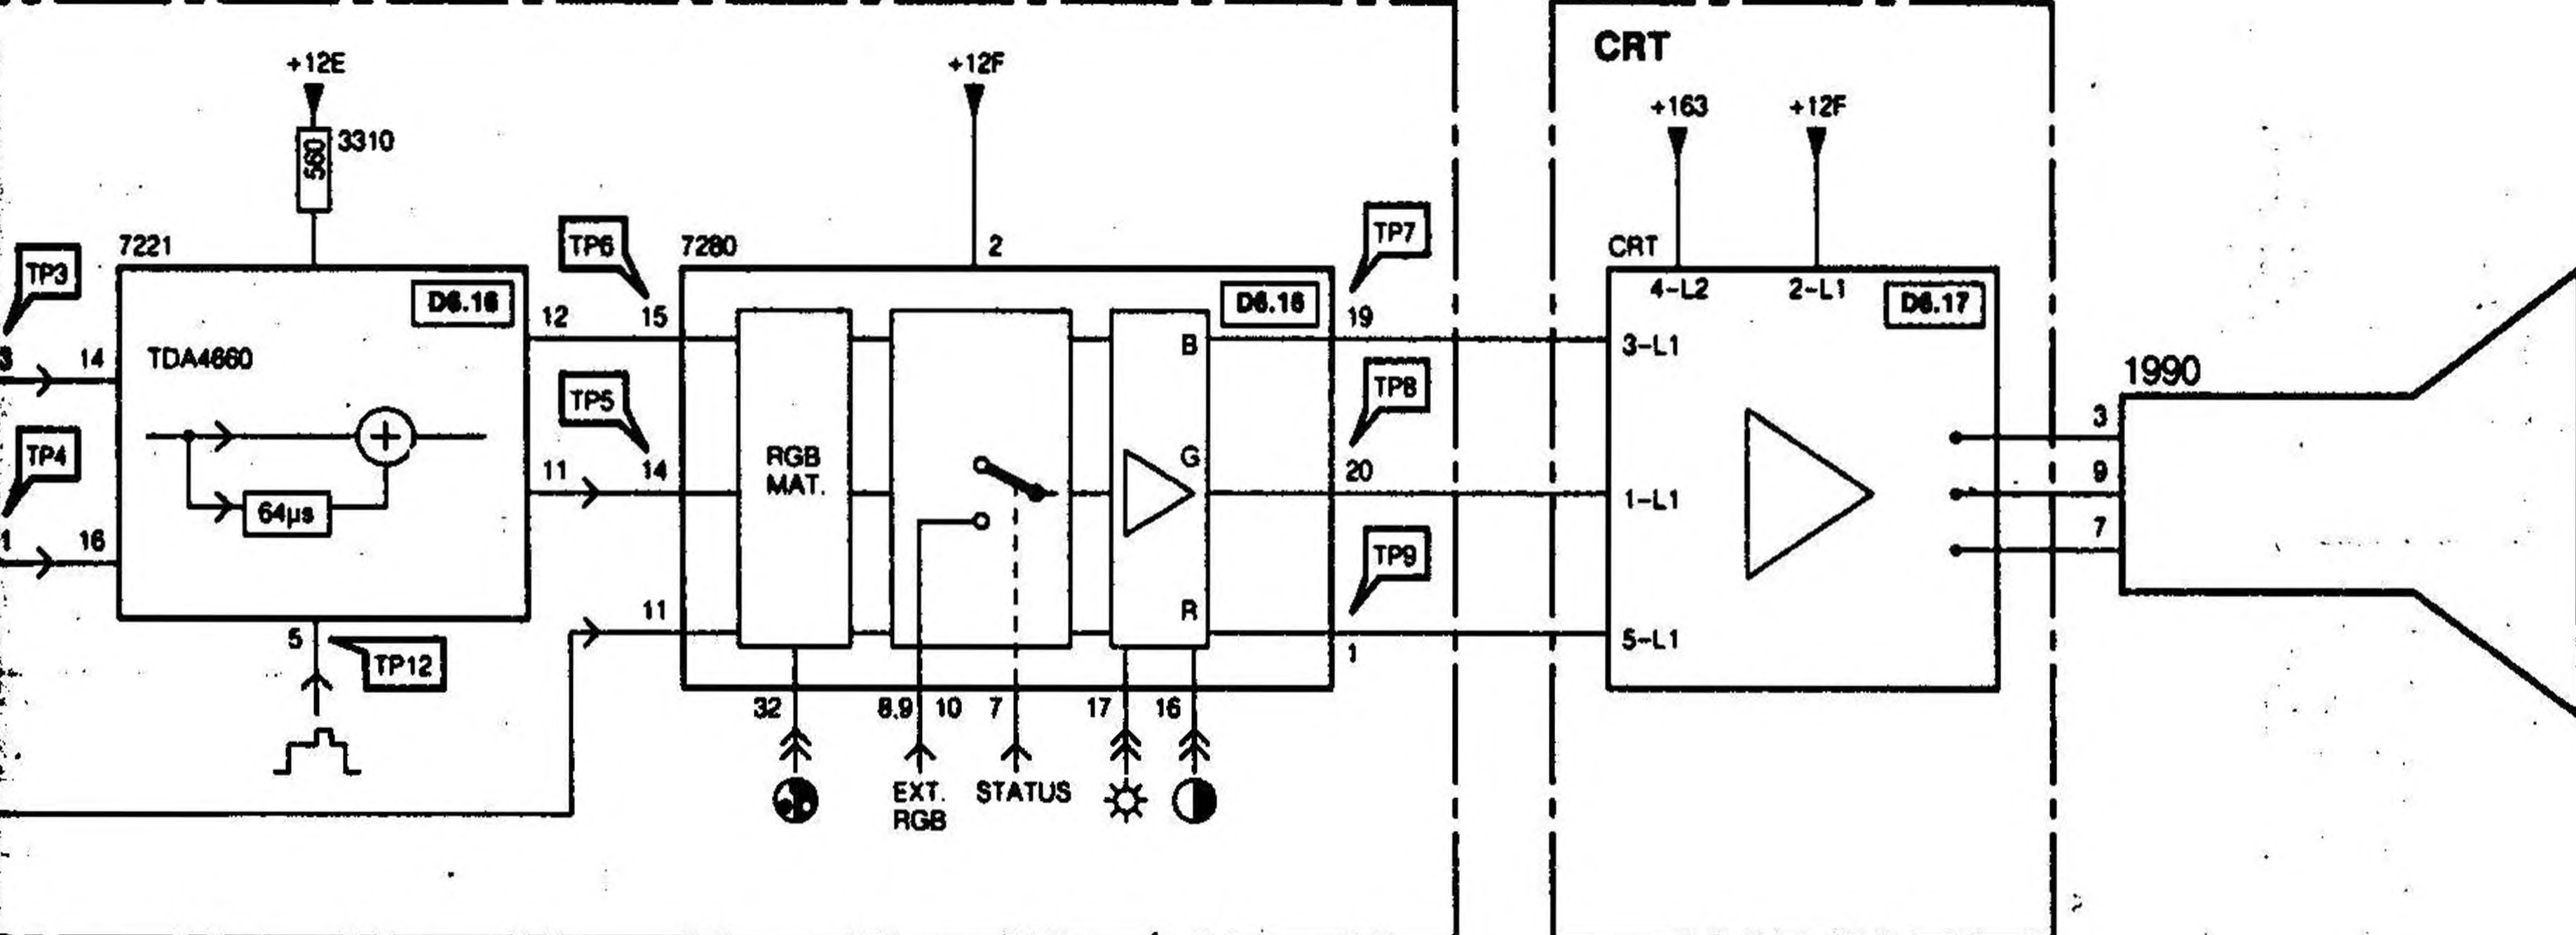 +12E
560
3310
+12F
CRT
+163
+12F
TP3
7221
TP6
7280
2
TP7
CRT
4-L2
2-L1
D6.17
D6.16
12
15
D6.16
19
B
3-L1
3
14
TDA4660
TP5
TP8
1990
3
TP4
RGB
MAT.
G
11
14
20
1-L1
9
64µs
7
1
16
TP9
11
R
5-L1
5
TP12
1
32
8,9
10
7
17
16
EXT.
RGB
STATUS